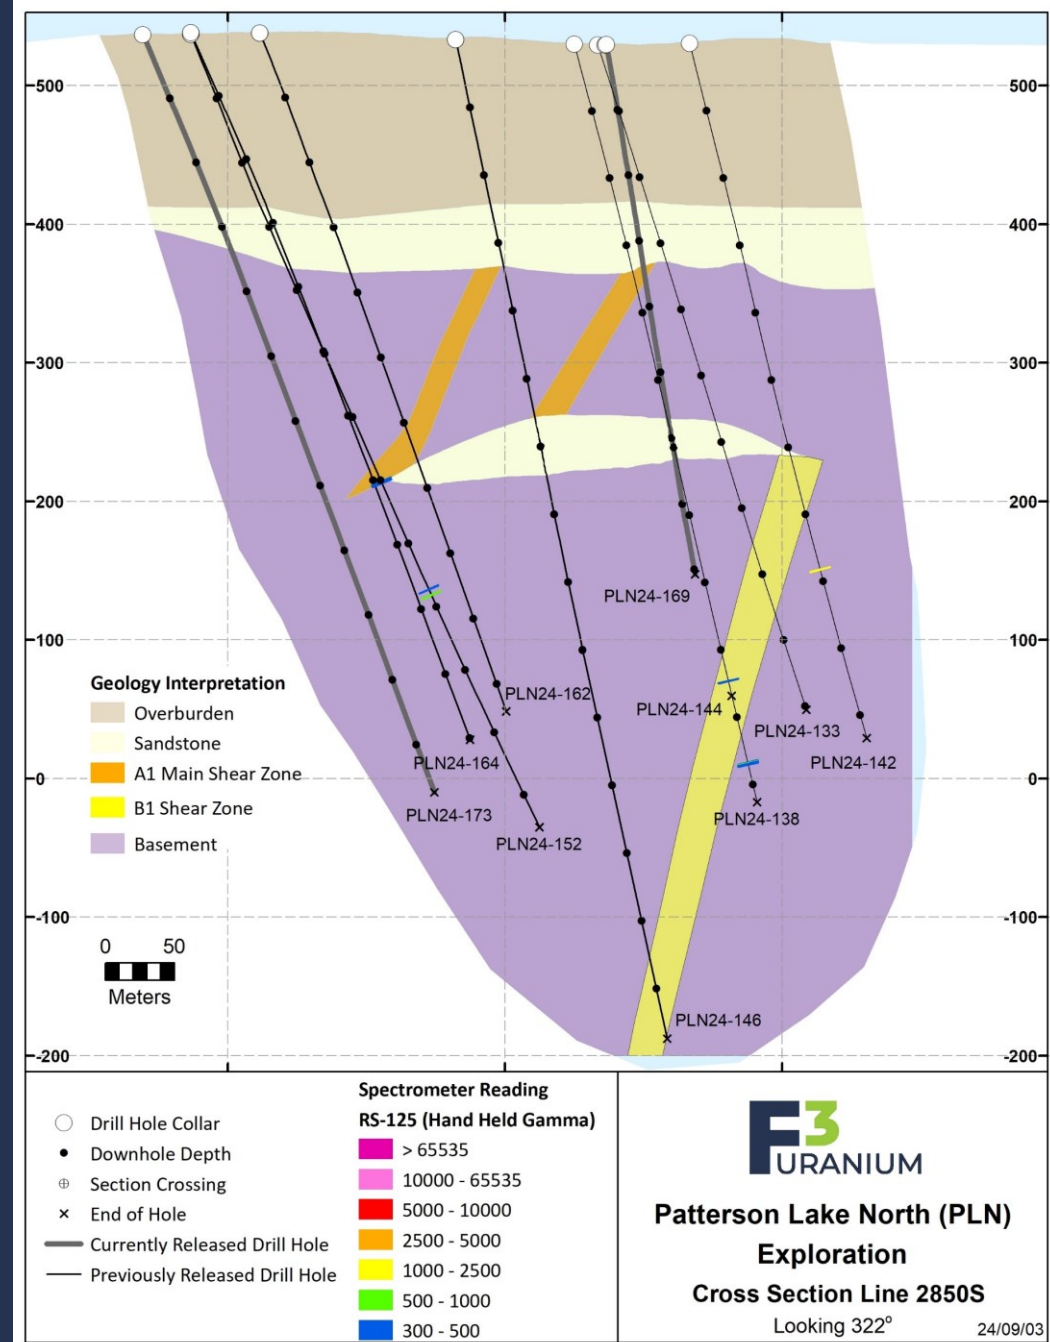 500
500
400
400
300
300
200
200
PLN24-169
100
100
Geology Interpretation
Overburden
Sandstone
A1 Main Shear Zone
B1 Shear Zone
Basement
PLN24-162
PLN24-144
PLN24-133
PLN24-164
PLN24-142
0
0
PLN24-173
PLN24-138
PLN24-152
-100
-100
0 50
Meters
PLN24-146
-200
-200
Drill Hole Collar
Downhole Depth
Section Crossing
End of Hole
Currently Released Drill Hole
Previously Released Drill Hole
Spectrometer Reading
RS-125 (Hand Held Gamma)
> 65535
10000 - 65535
5000 - 10000
2500 - 5000
1000 - 2500
500 - 1000
300 - 500
F3
URANIUM
Patterson Lake North (PLN)
Exploration
Cross Section Line 2850S
Looking 322°
24/09/03